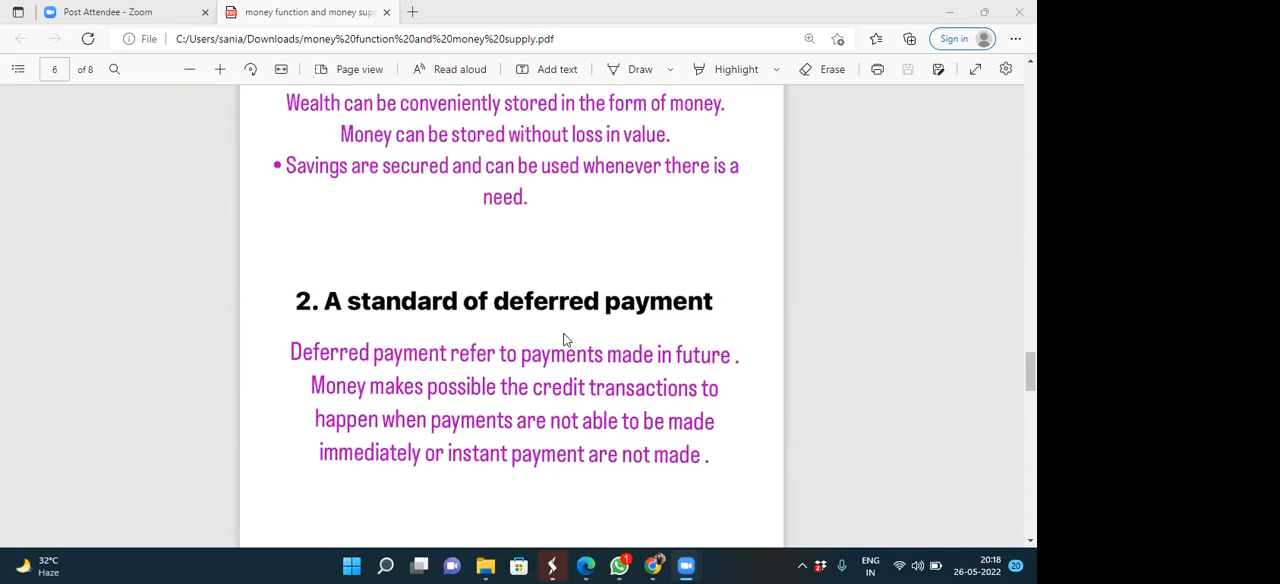 Post Attendee - Zoom
money function and money sup
File
C:/Users/sania/Downloads/money%20function%20and%20money%20supply.pdf
Sign in
6 of 8
Page view
Read aloud
Add text
Draw
Highlight
Erase
Wealth can be conveniently stored in the form of money.
Money can be stored without loss in value.
• Savings are secured and can be used whenever there is a
need.
2. A standard of deferred payment
Deferred payment refer to payments made in future .
Money makes possible the credit transactions to
happen when payments are not able to be made
immediately or instant payment are not made .
32°C
Haze
1
ENG
IN
20:18
26-05-2022
20